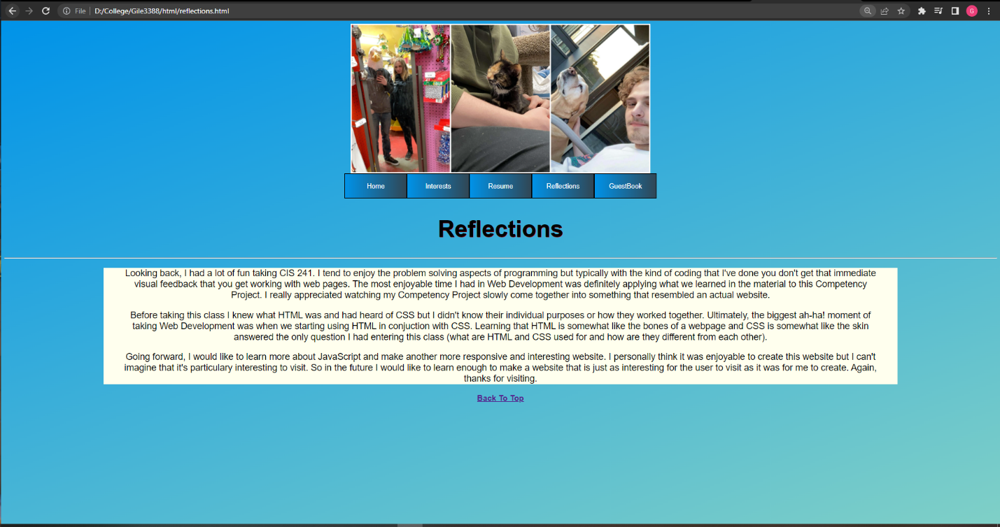 File | D:/College/Gile3388/html/reflections.html
G
Home Interests Resume Reflections GuestBook
Reflections
Looking back, I had a lot of fun taking CIS 241. I tend to enjoy the problem solving aspects of programming but typically with the kind of coding that I've done you don't get that immediate
visual feedback that you get working with web pages. The most enjoyable time I had in Web Development was definitely applying what we learned in the material to this Competency
Project. I really appreciated watching my Competency Project slowly come together into something that resembled an actual website.
Before taking this class I knew what HTML was and had heard of CSS but I didn't know their individual purposes or how they worked together. Ultimately, the biggest ah-ha! moment of
taking Web Development was when we starting using HTML in conjuction with CSS. Learning that HTML is somewhat like the bones of a webpage and CSS is somewhat like the skin
answered the only question I had entering this class (what are HTML and CSS used for and how are they different from each other).
Going forward, I would like to learn more about JavaScript and make another more responsive and interesting website. I personally think it was enjoyable to create this website but I can't
imagine that it's particulary interesting to visit. So in the future I would like to learn enough to make a website that is just as interesting for the user to visit as it was for me to create. Again,
thanks for visiting.
Back To Top